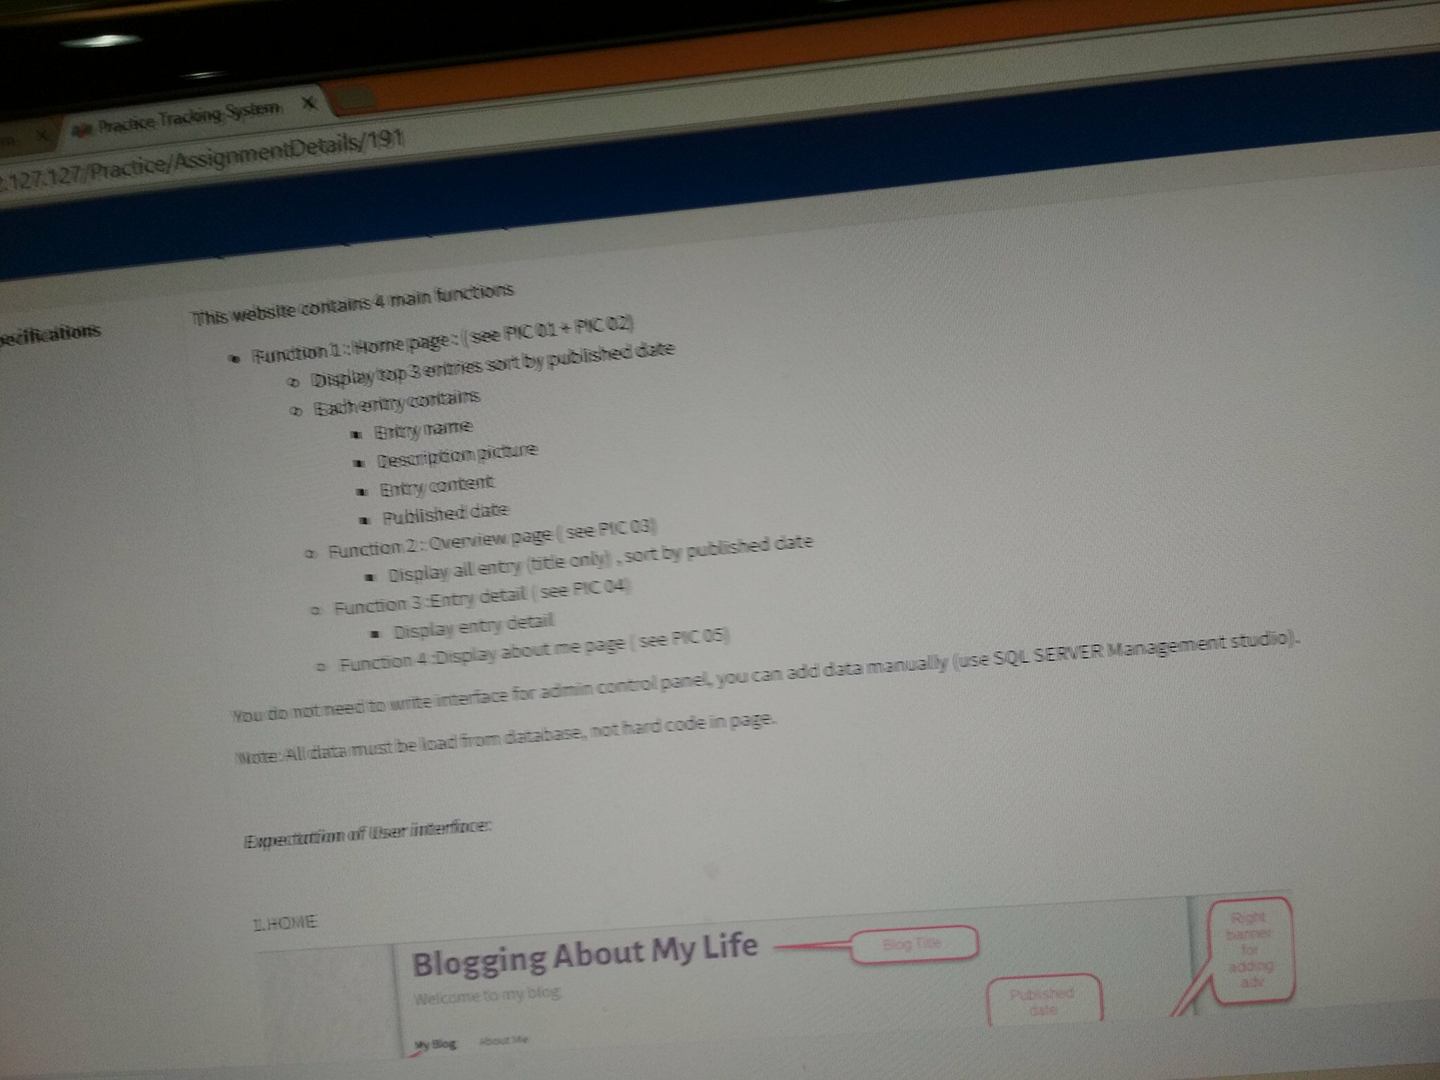 Practice Tracking System
.127.127/Practice/AssignmentDetails/191
ecifications
This website contains 4 main functions
Function 1 : Home page : ( see PIC 01 + PIC 02)
Display top 3 entries sort by published date
Each entry contains
Entry name
Description picture
Entry content
Published date
Function 2 : Overview page ( see PIC 03)
Display all entry (title only) , sort by published date
Function 3 :Entry detail ( see PIC 04)
Display entry detail
Function 4 :Display about me page ( see PIC 05)
You do not need to write interface for admin control panel, you can add data manually (use SQL SERVER Management studio).
Note: All data must be load from database, not hard code in page.
Expectation of User interface:
1.HOME
Blogging About My Life
Blog Title
Right
banner
for
adding
adv
Welcome to my blog
Published
date
My Blog About Me